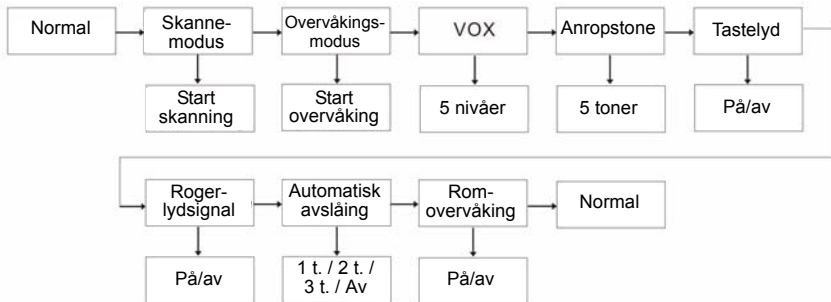 Normal
Skanne-
modus
Overvåkings-
modus
VOX
Anropstone
Tastelyd
Start
skanning
Start
overvåking
5 nivåer
5 toner
På/av
Roger-
lydsignal
Automatisk
avslåing
Rom-
overvåking
Normal
På/av
1 t. / 2 t. /
3 t. / Av
På/av